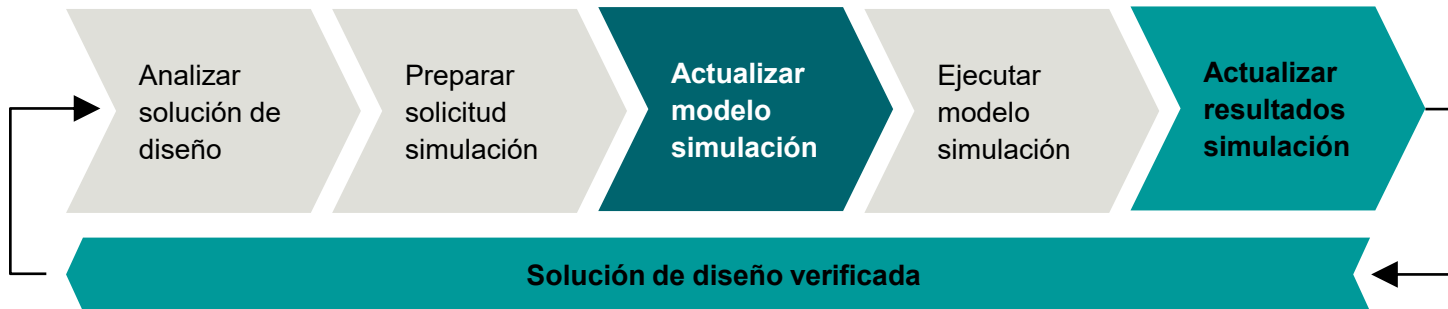 Analizar
solución de
diseño
Preparar
solicitud
simulación
Actualizar
modelo
simulación
Ejecutar
modelo
simulación
Actualizar
resultados
simulación
Solución de diseño verificada